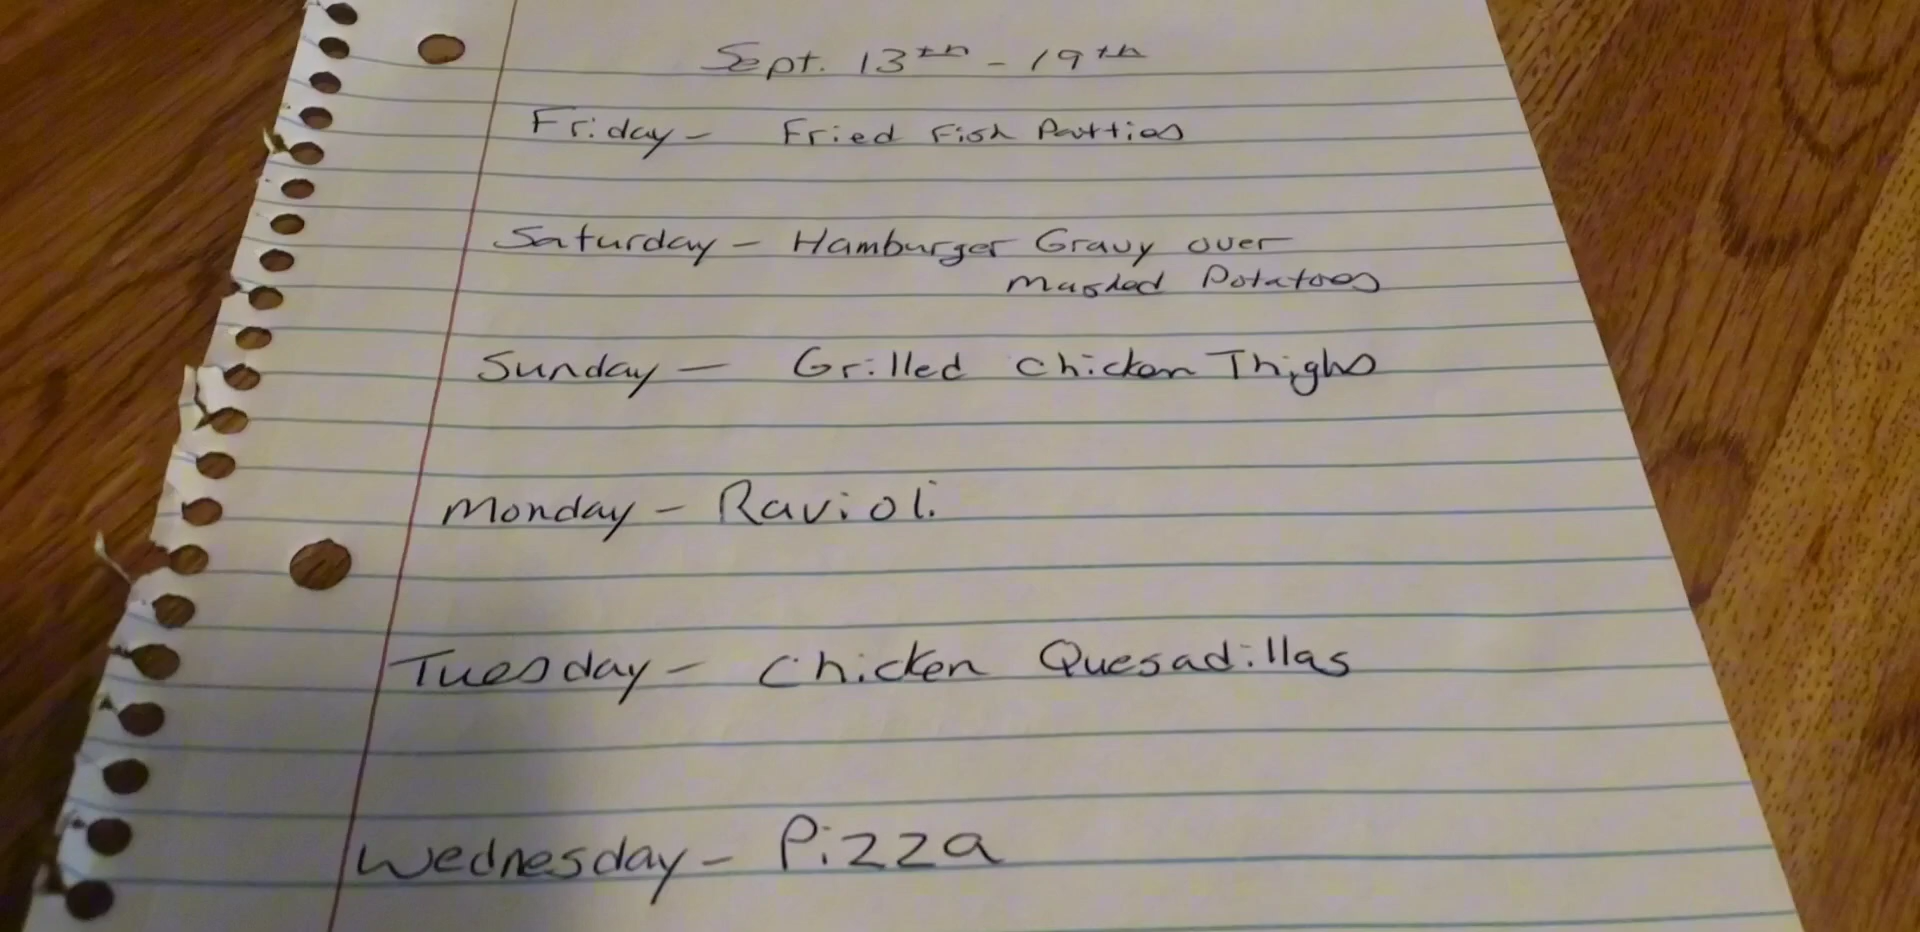 Sept. 13th - 19th
Friday - Fried Fish Patties
Saturday - Hamburger Gravy over
Mashed Potatoes
Sunday - Grilled Chicken Thighs
Monday - Ravioli
Tuesday - Chicken Quesadillas
Wednesday - Pizza